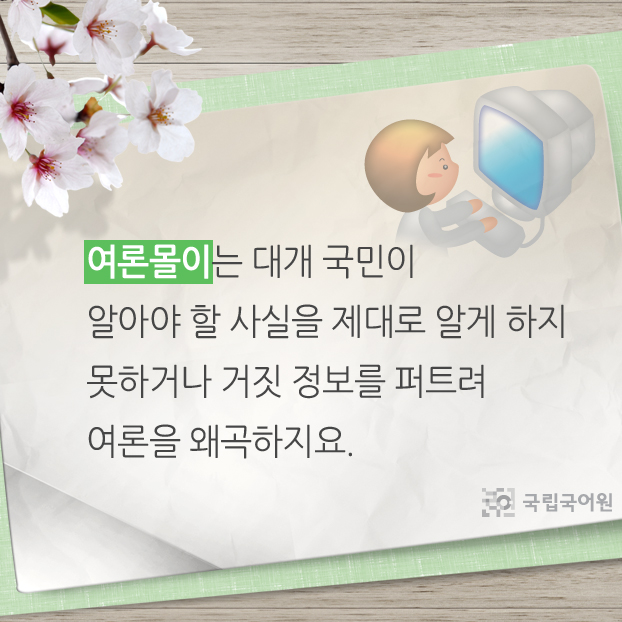 여론몰이는 대개 국민이
알아야 할 사실을 제대로 알게 하지
못하거나 거짓 정보를 퍼트려
여론을 왜곡하지요.
국립국어원